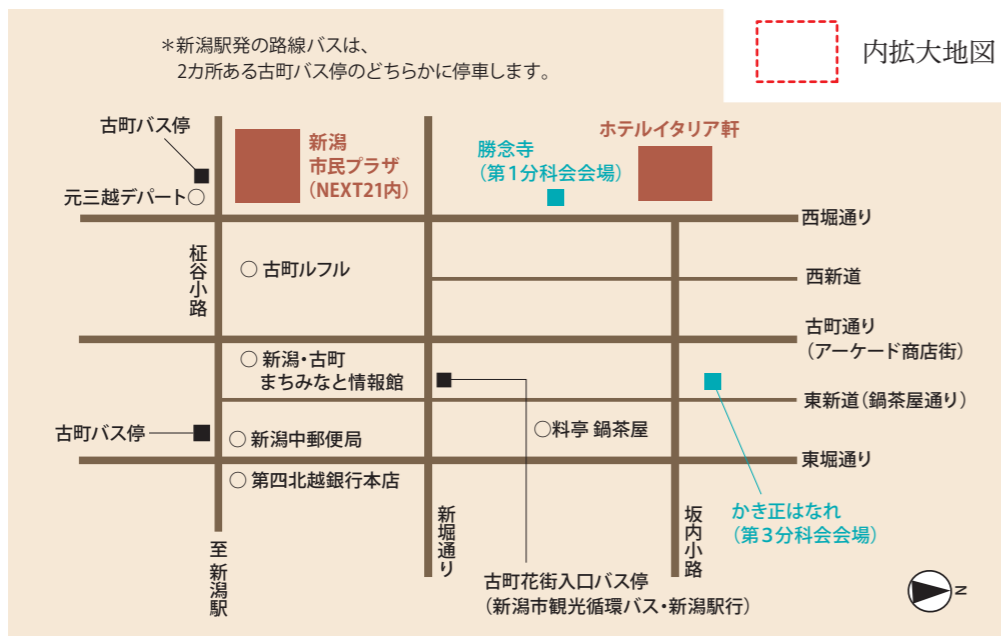 ＊新潟駅発の路線バスは、
2カ所ある古町バス停のどちらかに停車します。
内拡大地図
古町バス停
新潟
市民プラザ
（NEXT21内）
勝念寺
（第１分科会会場）
ホテルイタリア軒
元三越デパート○
西堀通り
柾谷小路
○ 古町ルフル
西新道
古町通り
（アーケード商店街）
○ 新潟・古町
まちみなと情報館
東新道（鍋茶屋通り）
古町バス停
○ 新潟中郵便局
○料亭 鍋茶屋
東堀通り
○ 第四北越銀行本店
新堀通り
坂内小路
かき正はなれ
（第３分科会会場）
至 新潟駅
古町花街入口バス停
（新潟市観光循環バス・新潟駅行）
N